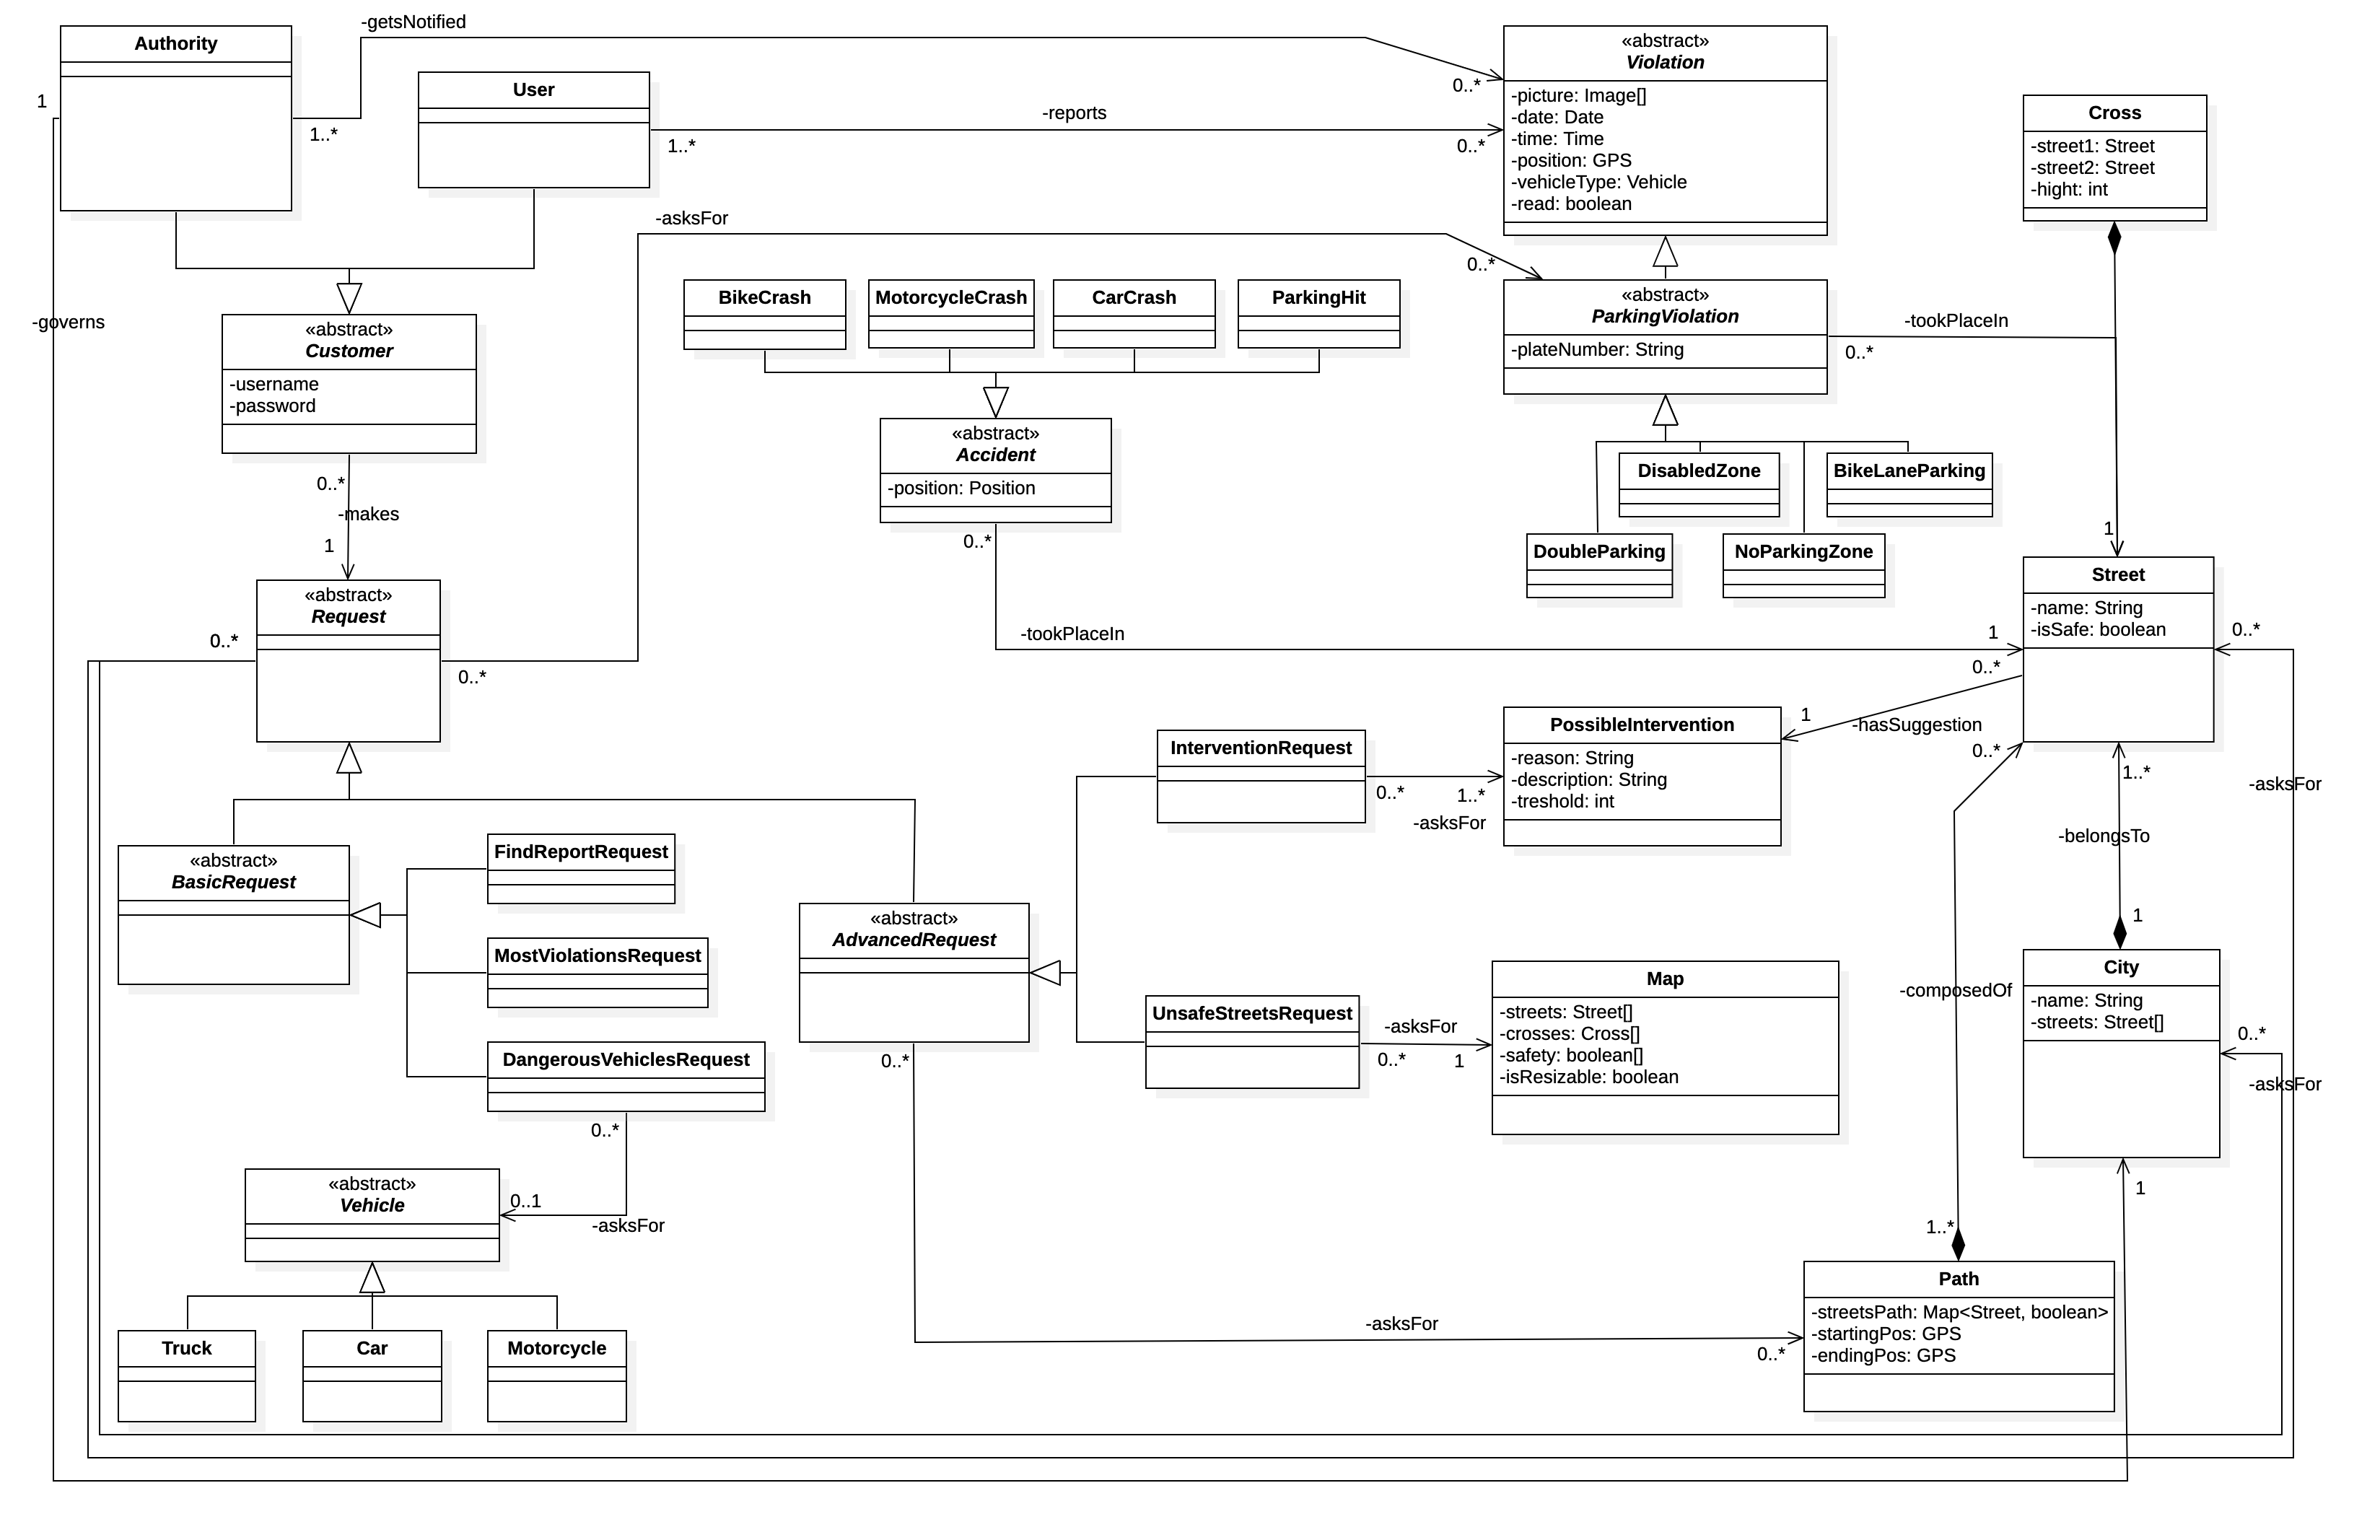 -getsNotified
Authority
«abstract»
Violation
-picture: Image[]
-date: Date
-time: Time
-position: GPS
-vehicleType: Vehicle
-read: boolean
User
0..*
1
1..*
-reports
1..*
0..*
Cross
-street1: Street
-street2: Street
-hight: int
-asksFor
0..*
BikeCrash
MotorcycleCrash
CarCrash
ParkingHit
«abstract»
ParkingViolation
-plateNumber: String
-tookPlaceIn
0..*
-governs
«abstract»
Customer
-username
-password
«abstract»
Accident
-position: Position
0..*
DisabledZone
BikeLaneParking
DoubleParking
NoParkingZone
0..*
-makes
1
1
«abstract»
Request
0..*
0..*
-tookPlaceIn
1
Street
-name: String
-isSafe: boolean
0..*
0..*
-hasSuggestion
1
0..*
1..*
InterventionRequest
0..*
1..*
-asksFor
PossibleIntervention
-reason: String
-description: String
-treshold: int
-asksFor
-belongsTo
1
«abstract»
BasicRequest
FindReportRequest
MostViolationsRequest
DangerousVehiclesRequest
«abstract»
AdvancedRequest
0..*
UnsafeStreetsRequest
-asksFor
0..*
1
Map
-streets: Street[]
-crosses: Cross[]
-safety: boolean[]
-isResizable: boolean
-composedOf
City
-name: String
-streets: Street[]
0..*
-asksFor
0..*
0..1
-asksFor
«abstract»
Vehicle
1
1..*
Truck
Car
Motorcycle
-asksFor
0..*
Path
-streetsPath: Map<Street, boolean>
-startingPos: GPS
-endingPos: GPS